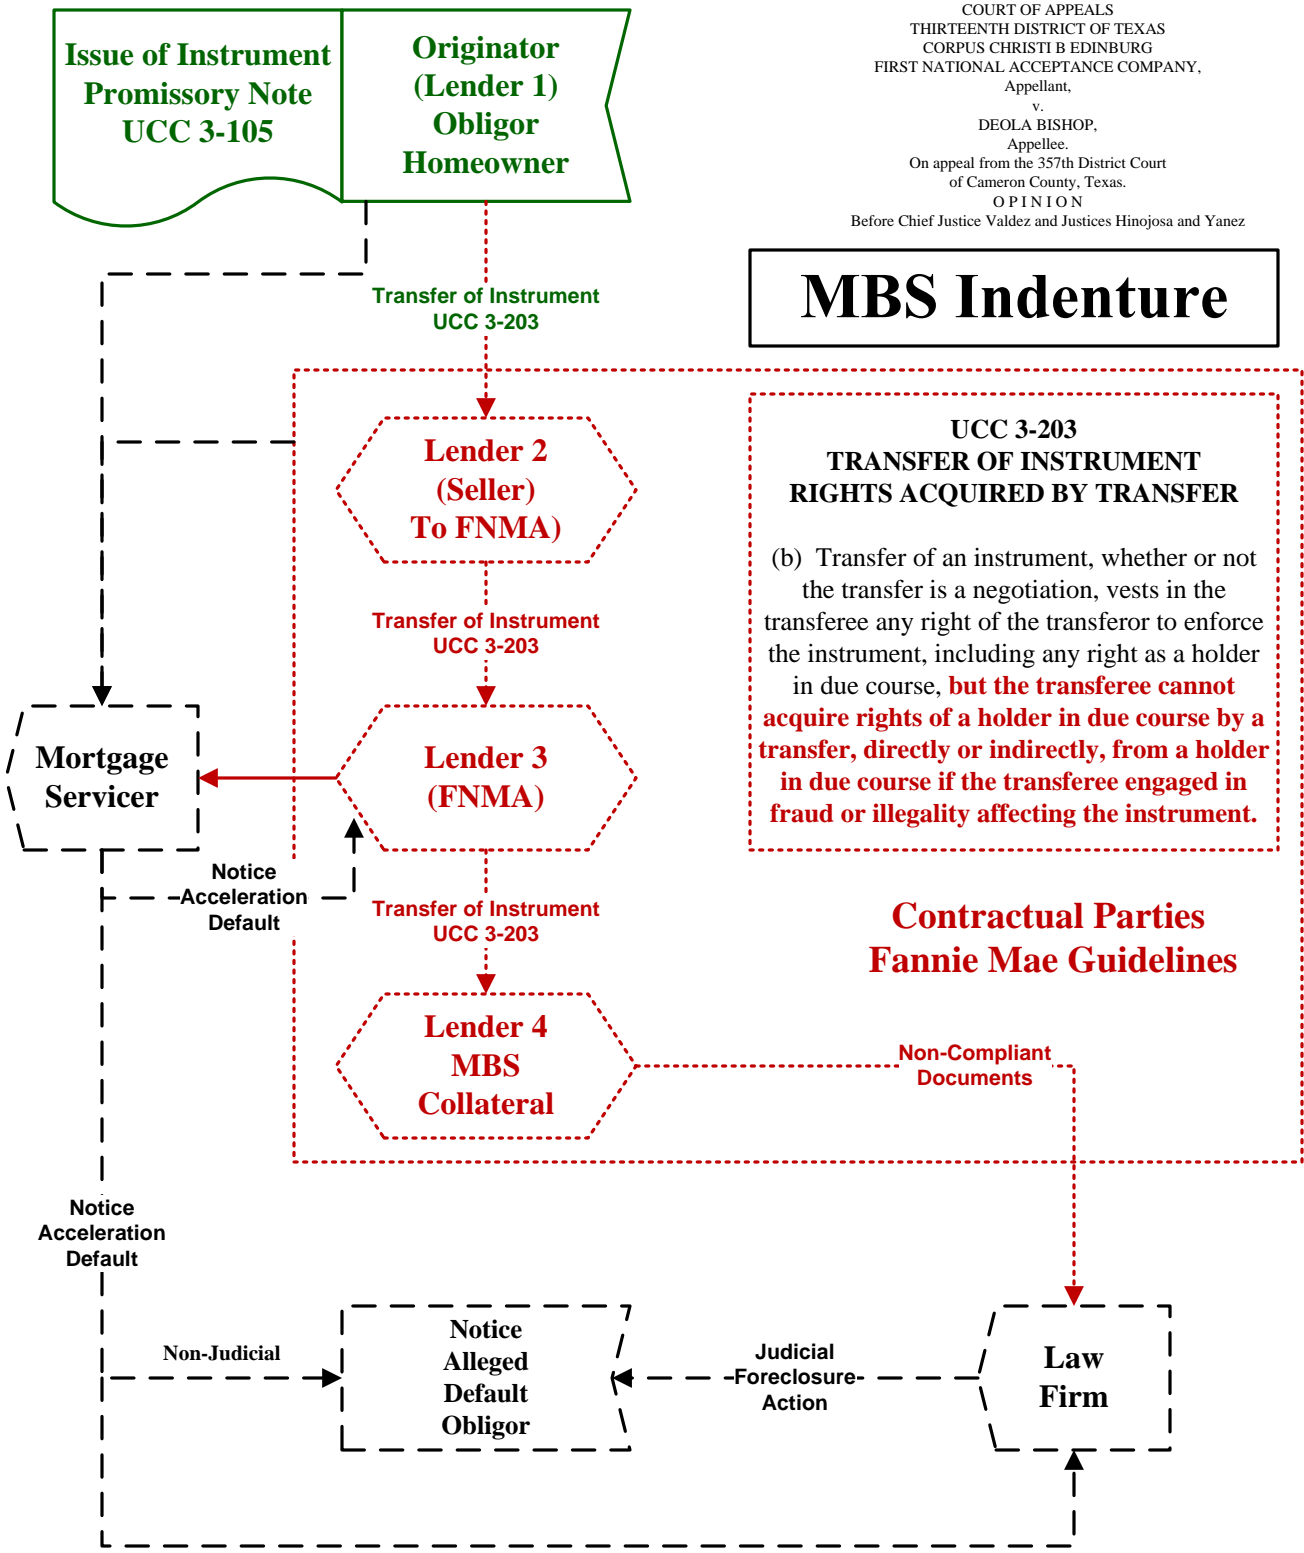 COURT OF APPEALS
THIRTEENTH DISTRICT OF TEXAS
CORPUS CHRISTI B EDINBURG
FIRST NATIONAL ACCEPTANCE COMPANY,
Appellant,
v.
DEOLA BISHOP,
Appellee.
On appeal from the 357th District Court
of Cameron County, Texas.
O P I N I O N
Before Chief Justice Valdez and Justices Hinojosa and Yanez
Issue of Instrument
Promissory Note
UCC 3-105
Originator
(Lender 1)
Obligor
Homeowner
MBS Indenture
Transfer of Instrument
UCC 3-203
Lender 2
(Seller)
To FNMA)
UCC 3-203
TRANSFER OF INSTRUMENT
RIGHTS ACQUIRED BY TRANSFER
(b) Transfer of an instrument, whether or not
the transfer is a negotiation, vests in the
transferee any right of the transferor to enforce
the instrument, including any right as a holder
in due course, but the transferee cannot
acquire rights of a holder in due course by a
transfer, directly or indirectly, from a holder
in due course if the transferee engaged in
fraud or illegality affecting the instrument.
Transfer of Instrument
UCC 3-203
Mortgage
Servicer
Lender 3
(FNMA)
Notice
Acceleration
Default
Transfer of Instrument
UCC 3-203
Contractual Parties
Fannie Mae Guidelines
Lender 4
MBS
Collateral
Non-Compliant
Documents
Notice
Acceleration
Default
Non-Judicial
Notice
Alleged
Default
Obligor
Judicial
Foreclosure
Action
Law
Firm